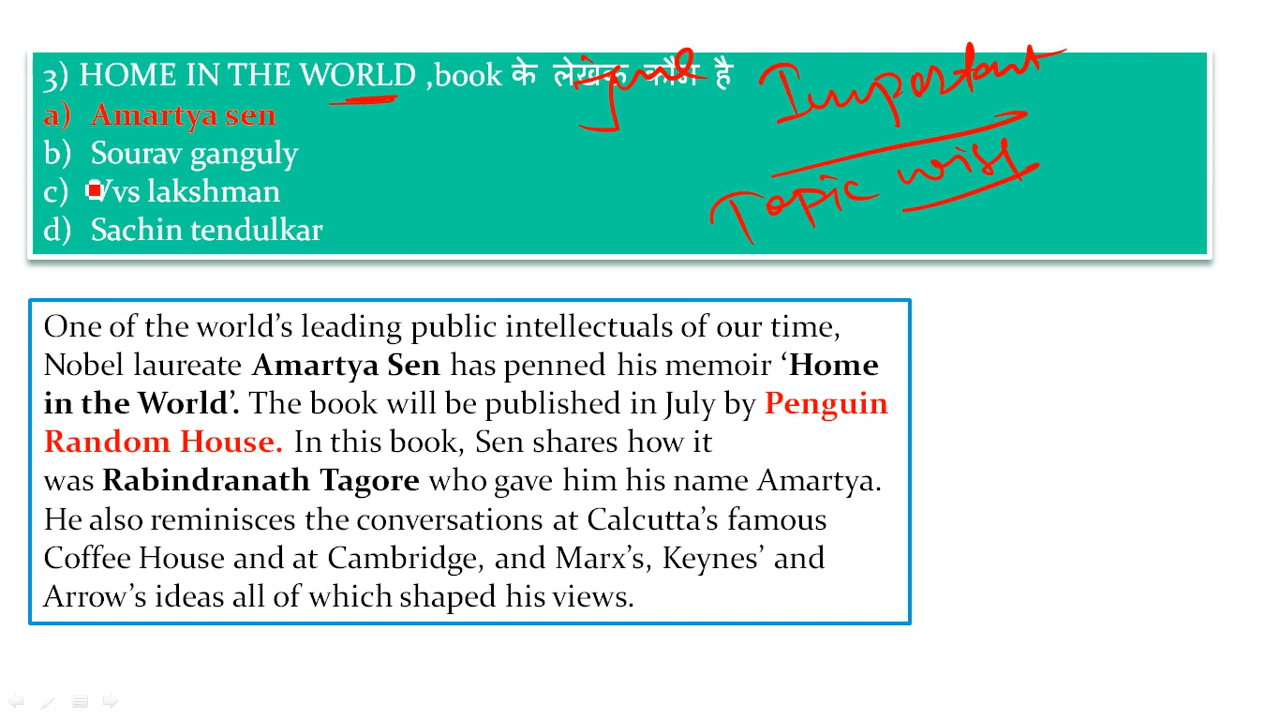 3) HOME IN THE WORLD ,book के लेखक कौन है
june Important
a) Amartya sen
Topic wise
b) Sourav ganguly
c) Vvs lakshman
d) Sachin tendulkar
One of the world's leading public intellectuals of our time,
Nobel laureate Amartya Sen has penned his memoir ‘Home
in the World’. The book will be published in July by Penguin
Random House. In this book, Sen shares how it
was Rabindranath Tagore who gave him his name Amartya.
He also reminisces the conversations at Calcutta’s famous
Coffee House and at Cambridge, and Marx’s, Keynes’ and
Arrow’s ideas all of which shaped his views.